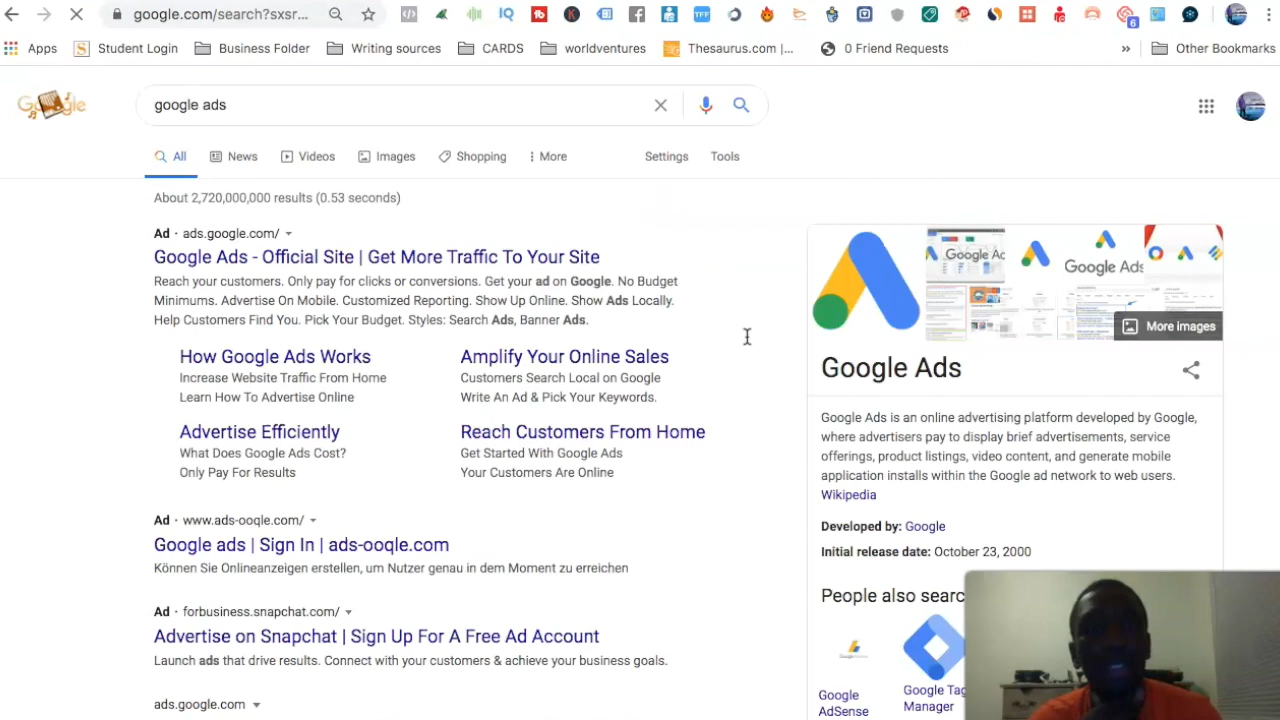 google.com/search?sxsr...
IQ
TFF
6
Apps
Student Login
Business Folder
Writing sources
CARDS
worldventures
Thesaurus.com |...
0 Friend Requests
»
Other Bookmarks
google ads
All
News
Videos
Images
Shopping
More
Settings
Tools
About 2,720,000,000 results (0.53 seconds)
Ad · ads.google.com/
Google Ads - Official Site | Get More Traffic To Your Site
Reach your customers. Only pay for clicks or conversions. Get your ad on Google. No Budget
Minimums. Advertise On Mobile. Customized Reporting. Show Up Online. Show Ads Locally.
Help Customers Find You. Pick Your Budget. Styles: Search Ads, Banner Ads.
How Google Ads Works
Increase Website Traffic From Home
Learn How To Advertise Online
Amplify Your Online Sales
Customers Search Local on Google
Write An Ad & Pick Your Keywords.
Advertise Efficiently
What Does Google Ads Cost?
Only Pay For Results
Reach Customers From Home
Get Started With Google Ads
Your Customers Are Online
Ad · www.ads-ooqle.com/
Google ads | Sign In | ads-ooqle.com
Können Sie Onlineanzeigen erstellen, um Nutzer genau in dem Moment zu erreichen
Ad · forbusiness.snapchat.com/
Advertise on Snapchat | Sign Up For A Free Ad Account
Launch ads that drive results. Connect with your customers & achieve your business goals.
ads.google.com
Google Ads
Google Ads
More images
Google Ads
Google Ads is an online advertising platform developed by Google,
where advertisers pay to display brief advertisements, service
offerings, product listings, video content, and generate mobile
application installs within the Google ad network to web users.
Wikipedia
Developed by: Google
Initial release date: October 23, 2000
People also searc
Google
AdSense
Google Tag
Manager